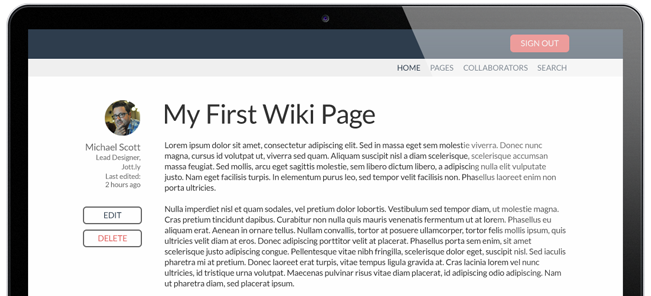 SIGN OUT
HOME PAGES COLLABORATORS SEARCH
My First Wiki Page
Michael Scott
Lead Designer,
Jott.ly
Last edited:
2 hours ago
EDIT
DELETE
Lorem ipsum dolor sit amet, consectetur adipiscing elit. Sed in massa eget sem molestie viverra. Donec nunc
magna, cursus id volutpat ut, viverra sed quam. Aliquam suscipit nisl a diam scelerisque, scelerisque accumsan
massa feugiat. Sed mollis, arcu eget sagittis molestie, sem libero dictum libero, a adipiscing nulla elit vulputate
justo. Nam eget facilisis turpis. In elementum purus leo, sed tempor velit facilisis non. Phasellus laoreet enim non
porta ultricies.
Nulla imperdiet nisl et quam sodales, vel pretium dolor lobortis. Vestibulum sed tempor diam, ut molestie magna.
Cras pretium tincidunt dapibus. Curabitur non nulla quis mauris venenatis fermentum ut at lorem. Phasellus eu
aliquam erat. Aenean in ornare tellus. Nullam convallis, tortor at posuere ullamcorper, tortor felis mollis ipsum, quis
ultricies velit diam at eros. Donec adipiscing porttitor velit at placerat. Phasellus porta sem enim, sit amet
scelerisque justo adipiscing congue. Pellentesque vitae nibh fringilla, scelerisque dolor eget, suscipit nisl. Sed iaculis
pharetra mi at pretium. Donec laoreet erat turpis, vitae tempus ligula gravida at. Cras lacinia lorem vel nunc
ultricies, id tristique urna volutpat. Maecenas pulvinar risus vitae diam placerat, id adipiscing odio adipiscing. Nam
ut pharetra diam, sed placerat ipsum.